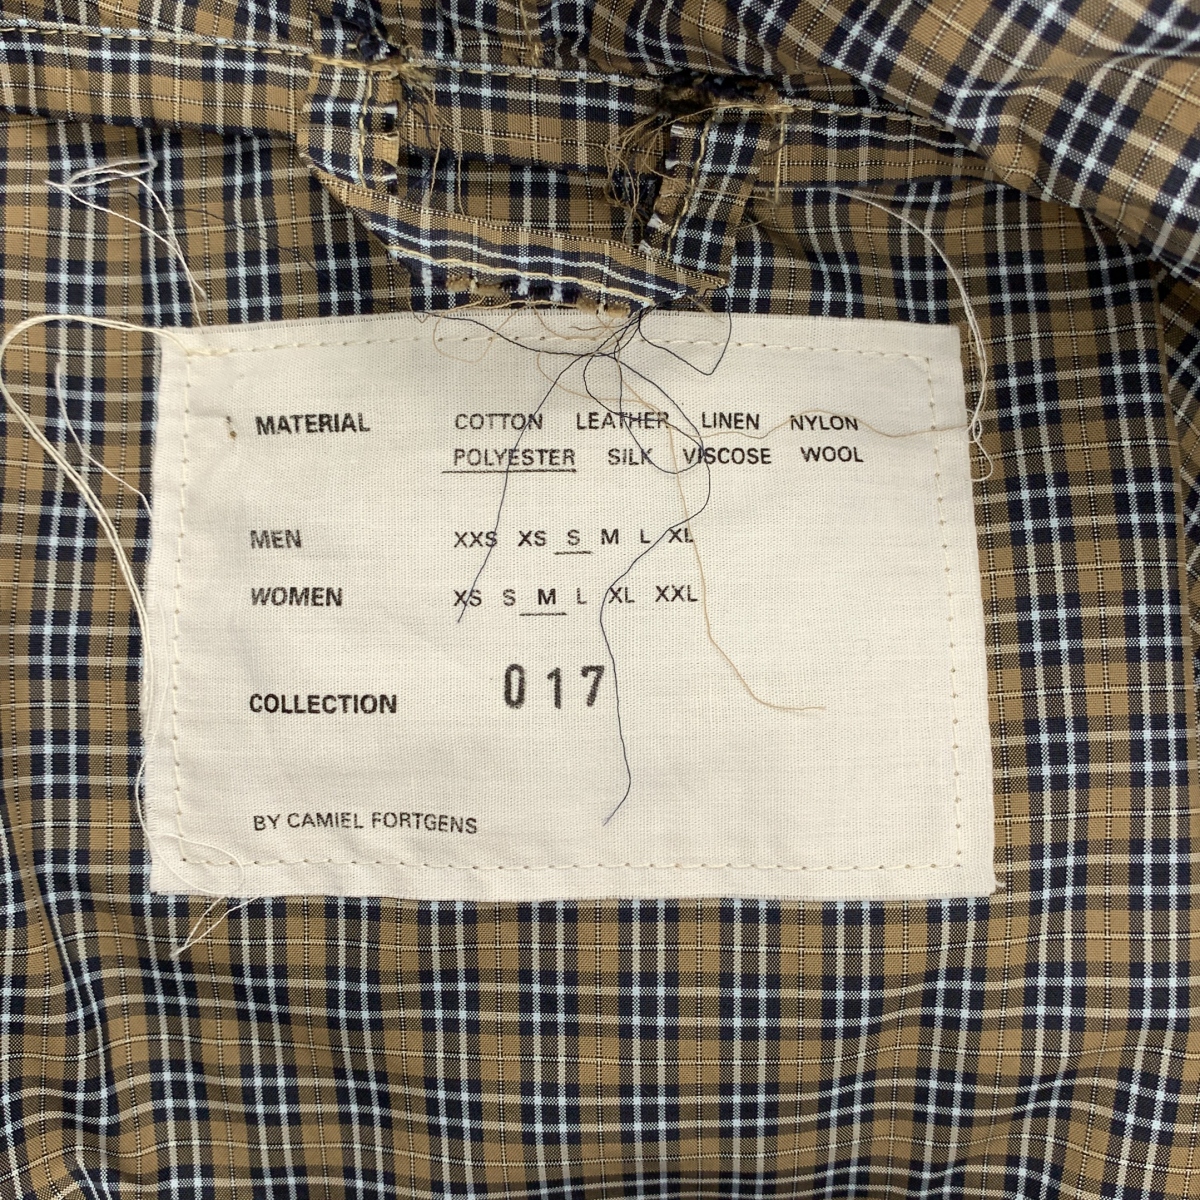 MATERIAL COTTON LEATHER LINEN NYLON
POLYESTER SILK VISCOSE WOOL
MEN XXS XS S M L XL
WOMEN XS S M L XL XXL
COLLECTION 017
BY CAMIEL FORTGENS